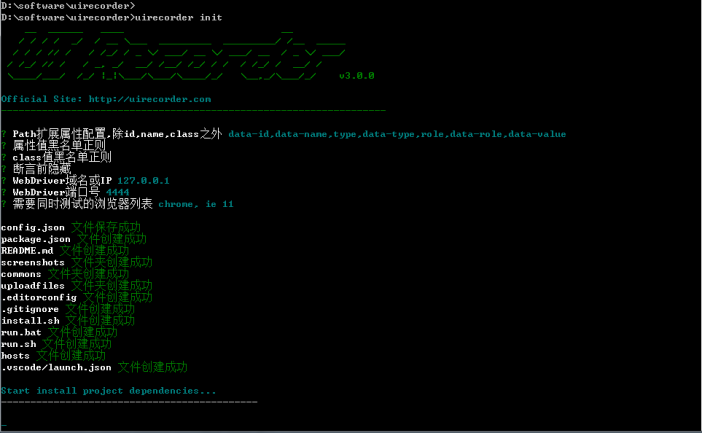 D:\software\uirecorder>
D:\software\uirecorder>uirecorder init
UI Recorder
v3.0.0
Official Site: http://uirecorder.com
------------------------------------------------------------------
? Path扩展属性配置,除id,name,class之外 data-id,data-name,type,data-type,role,data-role,data-value
? 属性值黑名单正则
? class值黑名单正则
? 断言前隐藏
? WebDriver域名或IP 127.0.0.1
? WebDriver端口号 4444
? 需要同时测试的浏览器列表 chrome, ie 11
config.json 文件保存成功
package.json 文件创建成功
README.md 文件创建成功
screenshots 文件夹创建成功
commons 文件夹创建成功
uploadfiles 文件夹创建成功
.editorconfig 文件创建成功
.gitignore 文件创建成功
install.sh 文件创建成功
run.bat 文件创建成功
run.sh 文件创建成功
hosts 文件创建成功
.vscode/launch.json 文件创建成功
Start install project dependencies...
--------------------------------------------
_